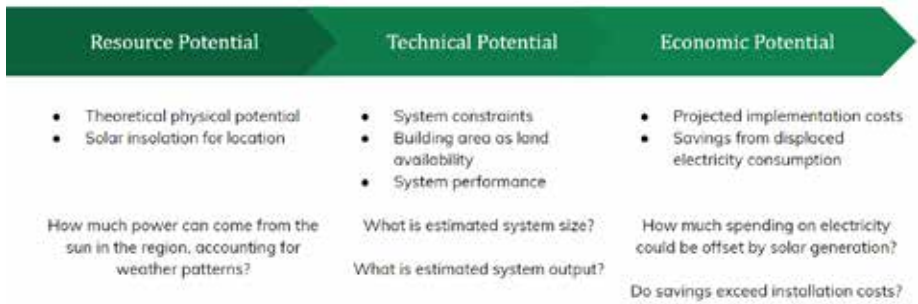 Resource Potential
Technical Potential
Economic Potential
• Theoretical physical potential
• Solar insolation for location
How much power can come from the
sun in the region, accounting for
weather patterns?
• System constraints
• Building area as land
availability
• System performance
What is estimated system size?
What is estimated system output?
• Projected implementation costs
• Savings from displaced
electricity consumption
How much spending on electricity
could be offset by solar generation?
Do savings exceed installation costs?